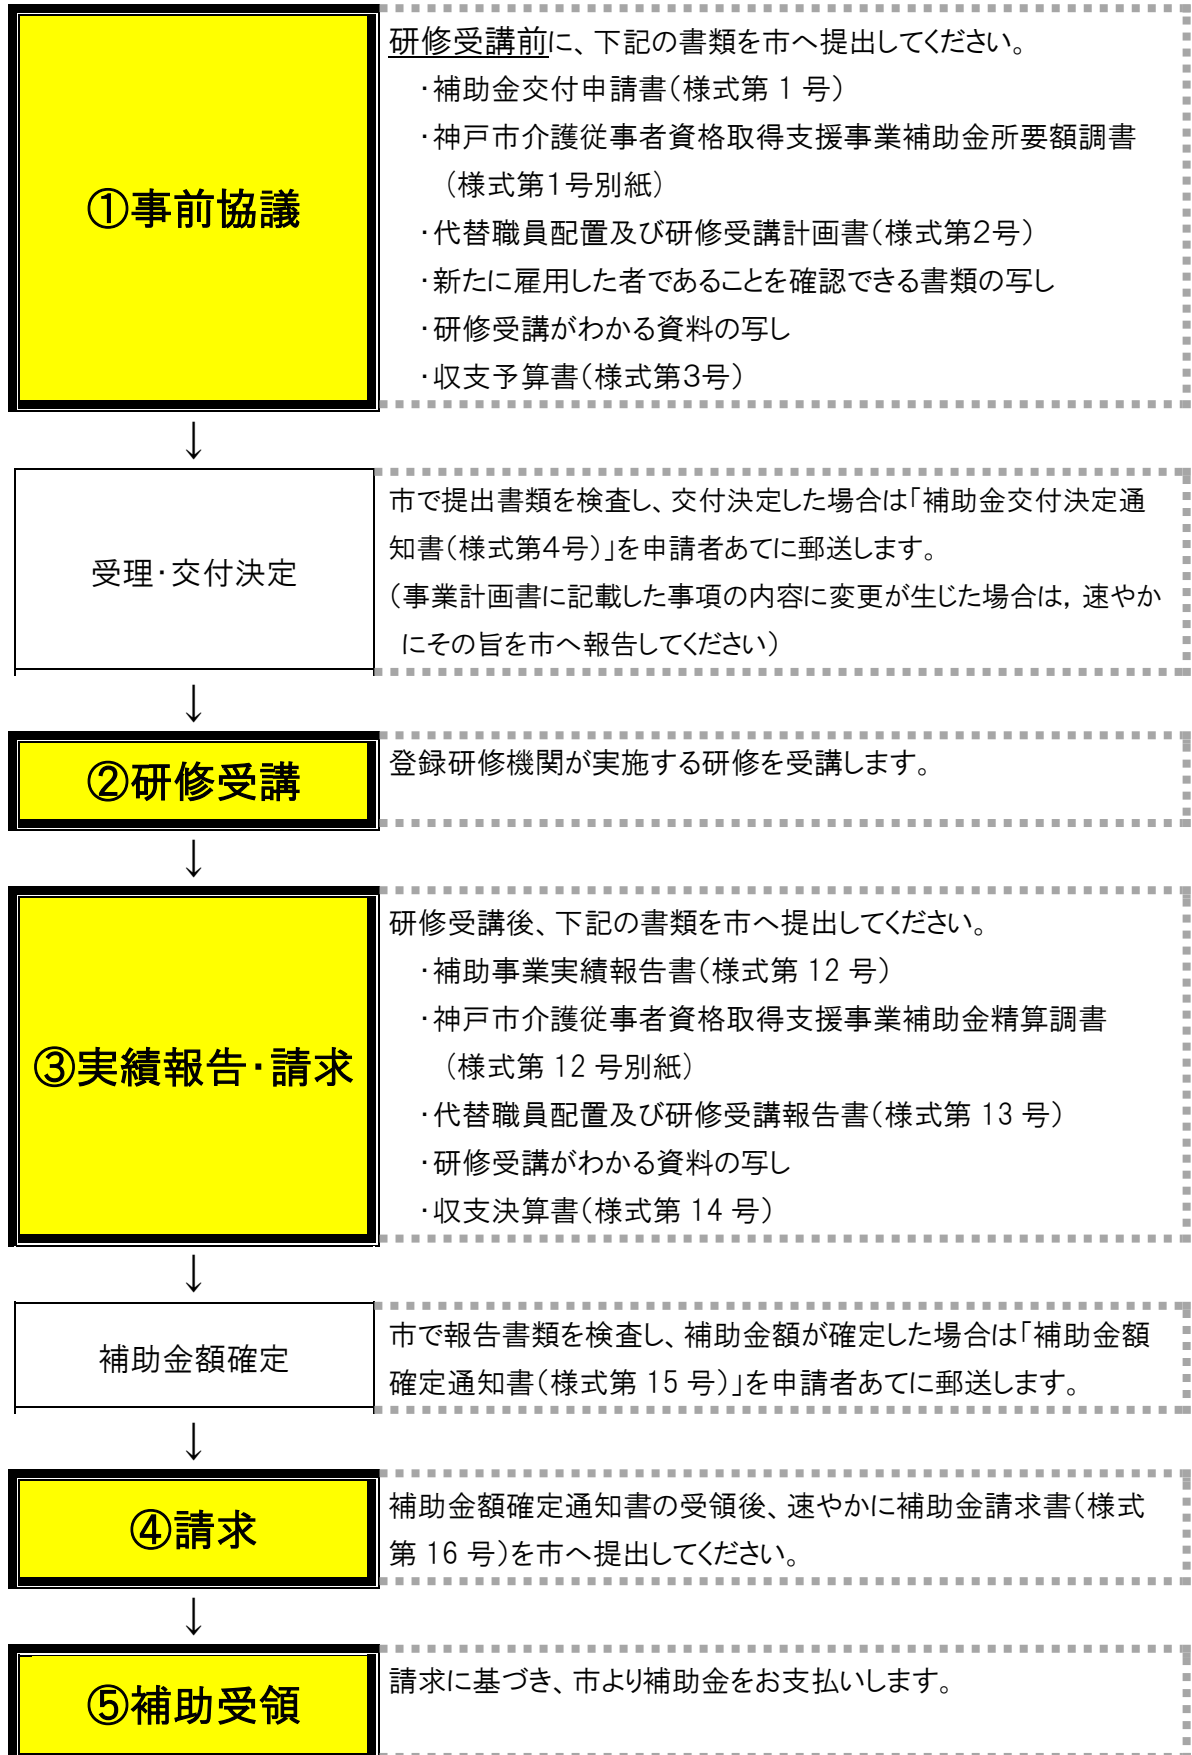 ①事前協議
研修受講前に、下記の書類を市へ提出してください。
・補助金交付申請書（様式第 1 号）
・神戸市介護従事者資格取得支援事業補助金所要額調書
（様式第１号別紙）
・代替職員配置及び研修受講計画書（様式第２号）
・新たに雇用した者であることを確認できる書類の写し
・研修受講がわかる資料の写し
・収支予算書（様式第３号）
↓
受理・交付決定
市で提出書類を検査し、交付決定した場合は「補助金交付決定通
知書（様式第４号）」を申請者あてに郵送します。
（事業計画書に記載した事項の内容に変更が生じた場合は，速やか
にその旨を市へ報告してください）
↓
②研修受講
登録研修機関が実施する研修を受講します。
↓
③実績報告・請求
研修受講後、下記の書類を市へ提出してください。
・補助事業実績報告書（様式第 12 号）
・神戸市介護従事者資格取得支援事業補助金精算調書
（様式第 12 号別紙）
・代替職員配置及び研修受講報告書（様式第 13 号）
・研修受講がわかる資料の写し
・収支決算書（様式第 14 号）
↓
補助金額確定
市で報告書類を検査し、補助金額が確定した場合は「補助金額
確定通知書（様式第 15 号）」を申請者あてに郵送します。
↓
④請求
補助金額確定通知書の受領後、速やかに補助金請求書（様式
第 16 号）を市へ提出してください。
↓
⑤補助受領
請求に基づき、市より補助金をお支払いします。